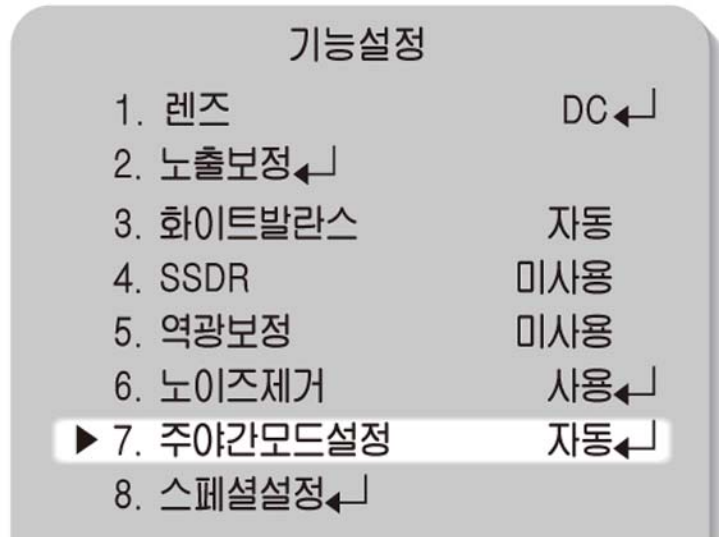 기능설정
1. 렌즈 DC↵
2. 노출보정↵
3. 화이트발란스 자동
4. SSDR 미사용
5. 역광보정 미사용
6. 노이즈제거 사용↵
▶ 7. 주야간모드설정 자동↵
8. 스페셜설정↵